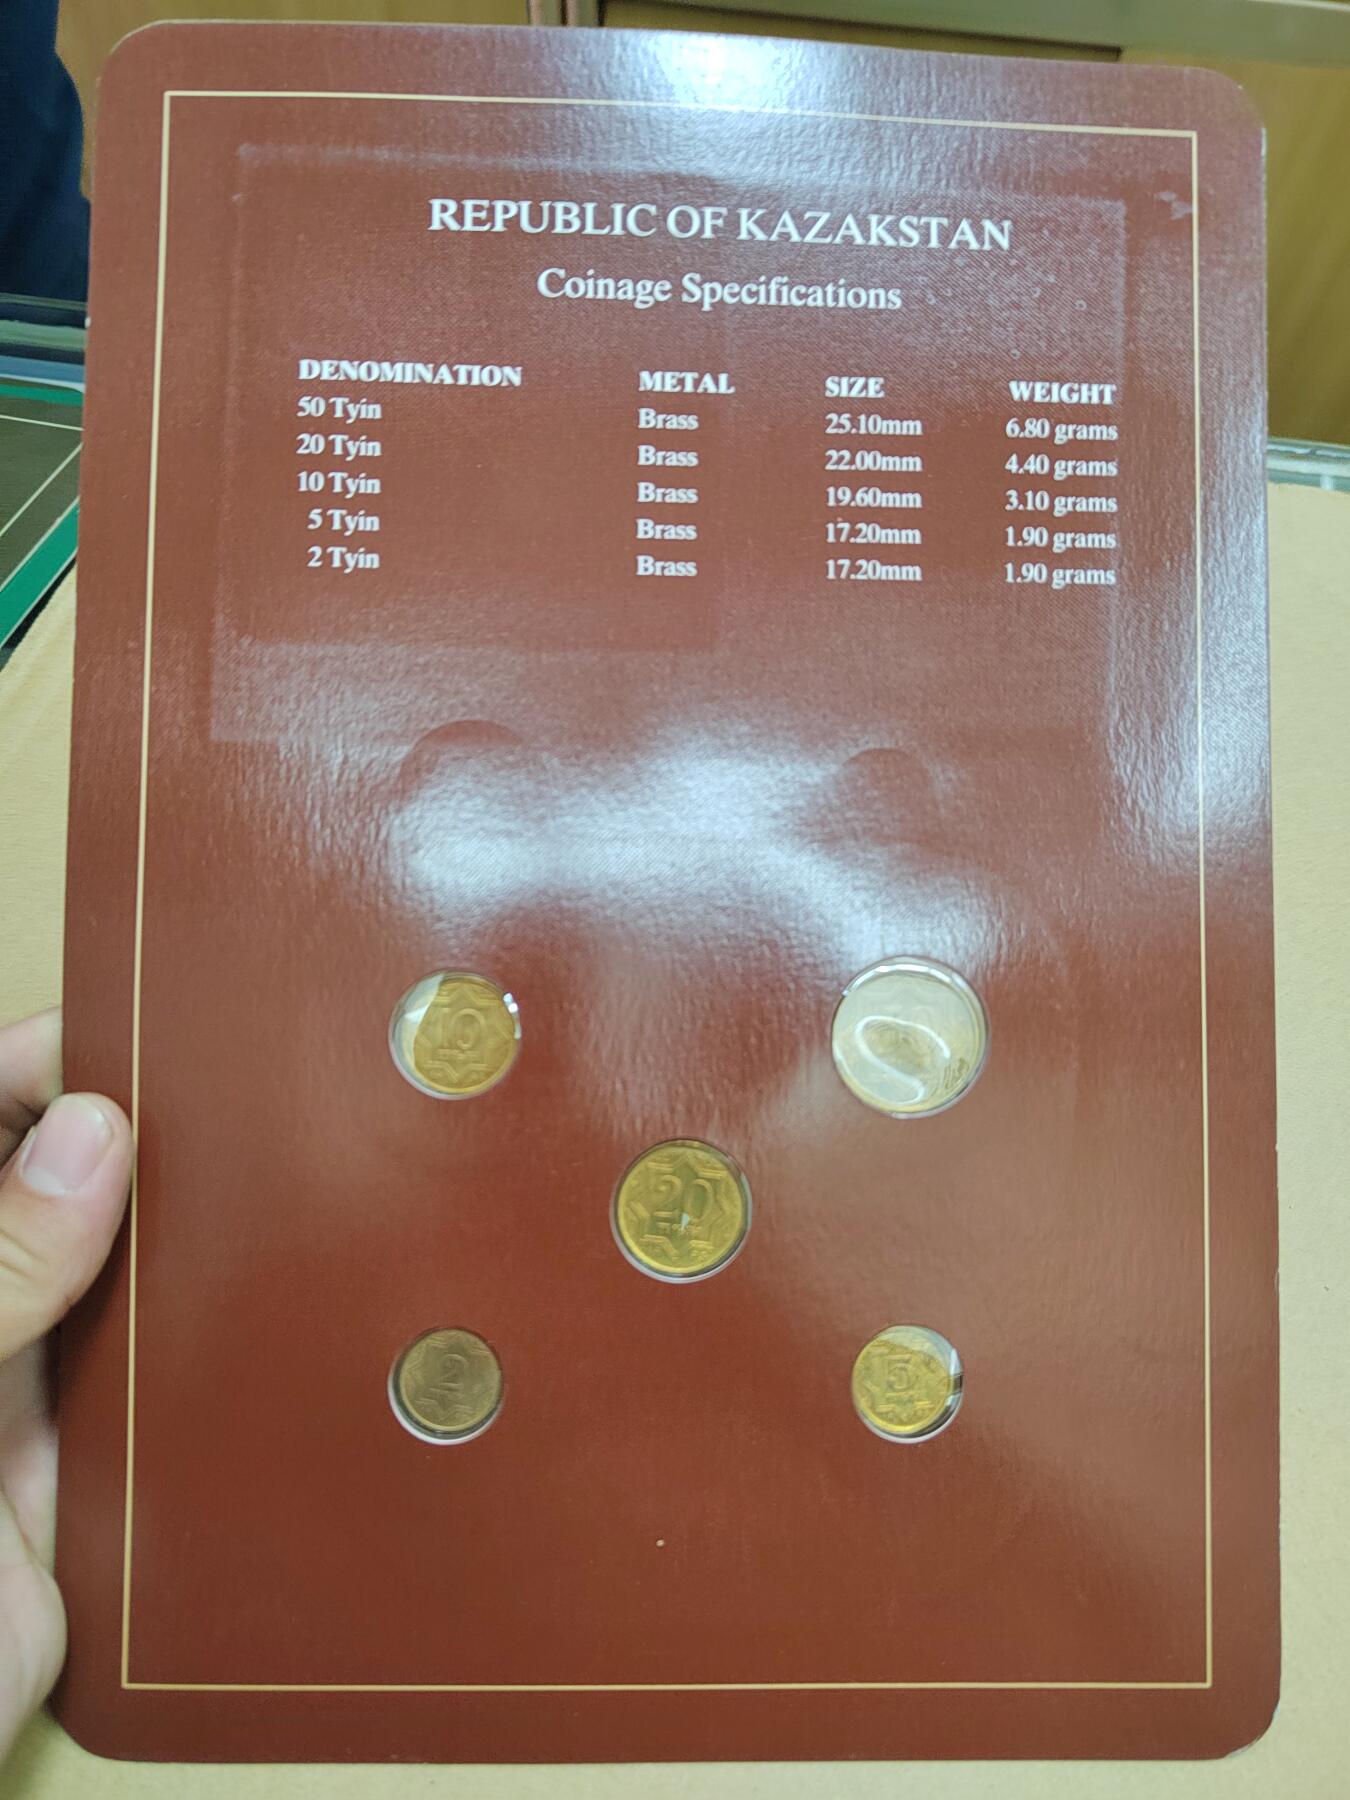 REPUBLIC OF KAZAKSTAN
Coinage Specifications
DENOMINATION METAL SIZE WEIGHT
50 Tyin Brass 25.10mm 6.80 grams
20 Tyin Brass 22.00mm 4.40 grams
10 Tyin Brass 19.60mm 3.10 grams
5 Tyin Brass 17.20mm 1.90 grams
2 Tyin Brass 17.20mm 1.90 grams
10
20
2
5